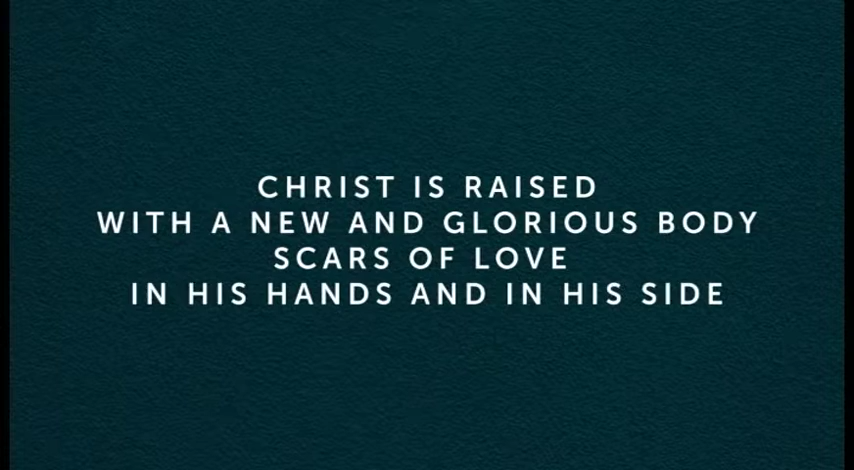 CHRIST IS RAISED
WITH A NEW AND GLORIOUS BODY
SCARS OF LOVE
IN HIS HANDS AND IN HIS SIDE